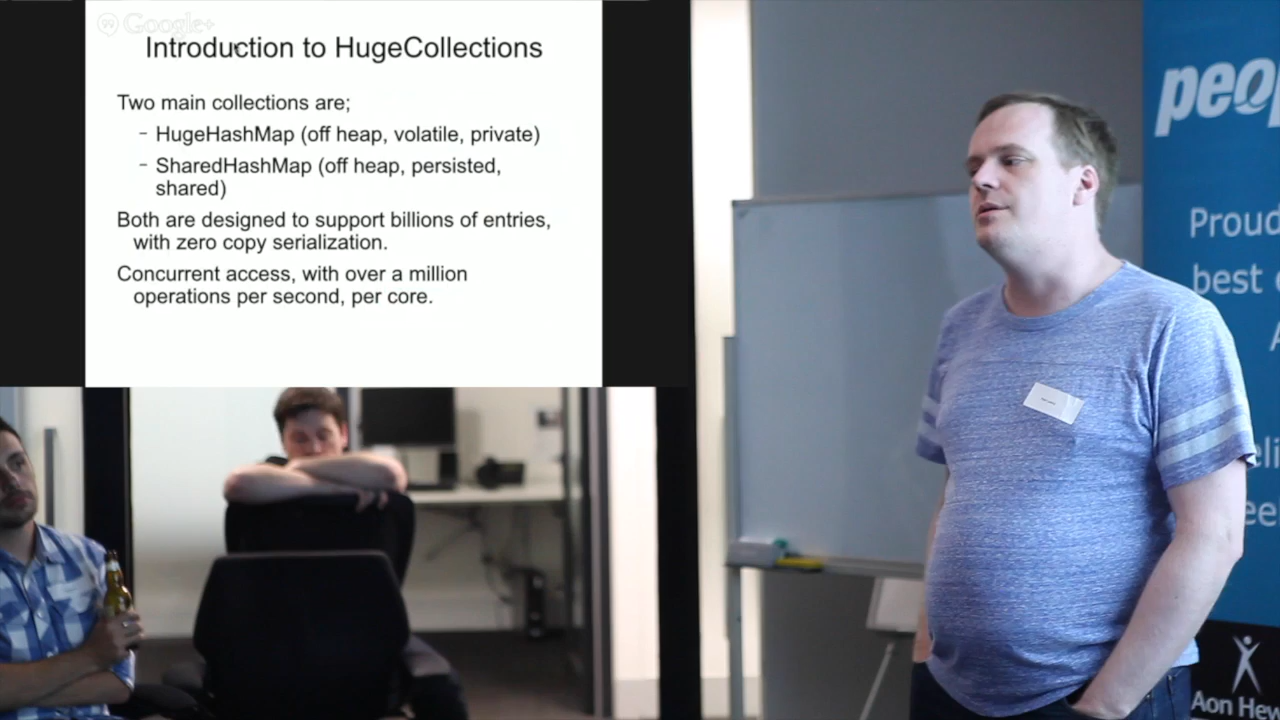 Google+
Introduction to HugeCollections
Two main collections are;
- HugeHashMap (off heap, volatile, private)
- SharedHashMap (off heap, persisted,
shared)
Both are designed to support billions of entries,
with zero copy serialization.
Concurrent access, with over a million
operations per second, per core.
peop
Proud
best
Aon Hew